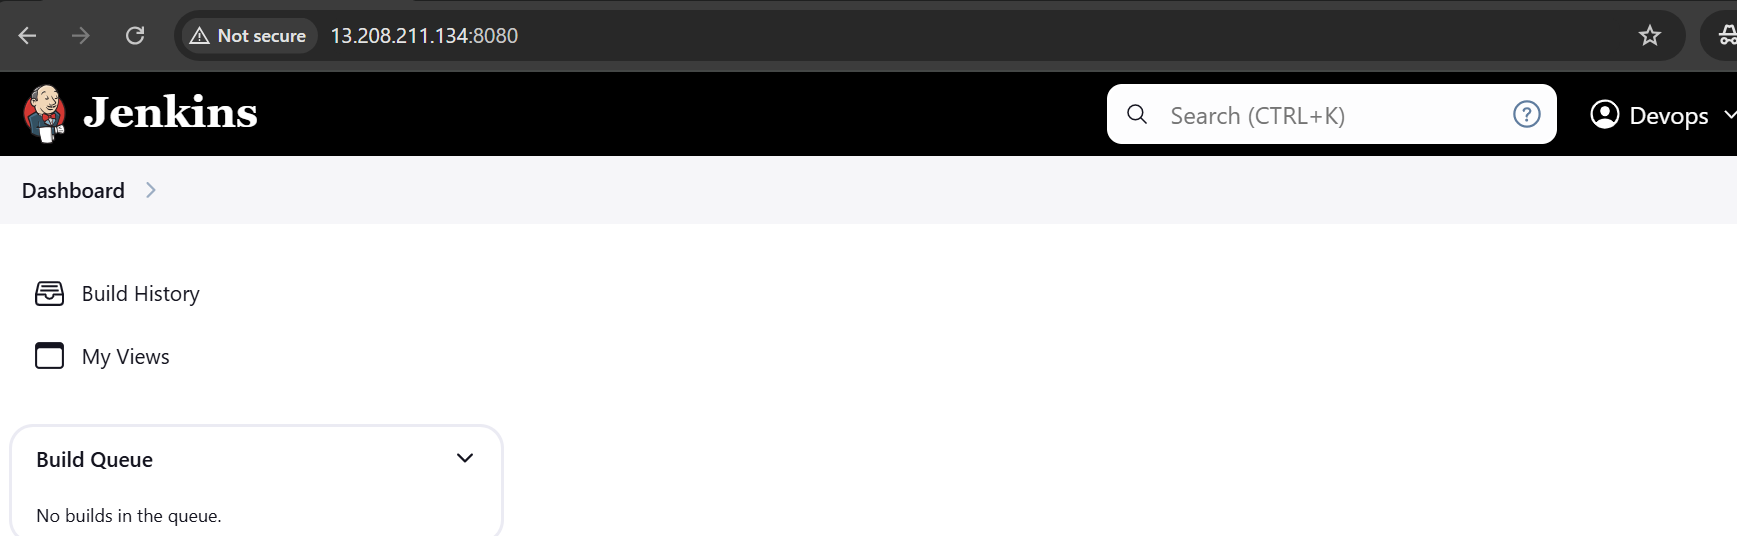 Not secure 13.208.211.134:8080
Jenkins Search (CTRL+K) ? Devops
Dashboard
Build History
My Views
Build Queue
No builds in the queue.